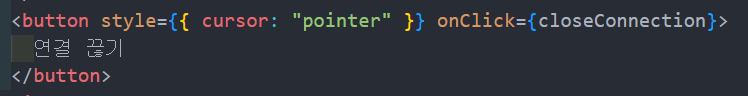 <button style={{ cursor: "pointer" }} onClick={closeConnection}>
연결 끊기
</button>